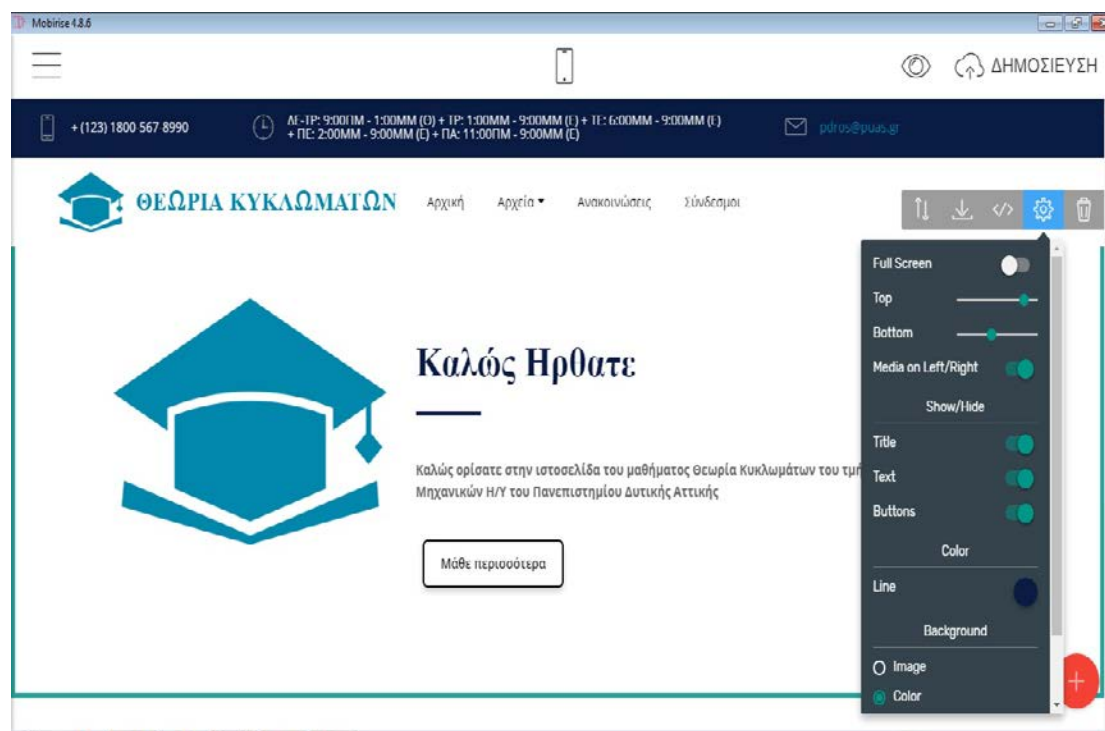 Mobirise 4.8.6
ΔΗΜΟΣΙΕΥΣΗ
+ (123) 1800 567 8990
ΔΕ-ΤΡ: 9:00ΠΜ - 1:00ΜΜ (Ο) + ΤΡ: 1:00ΜΜ - 9:00ΜΜ (Ε) + ΤΕ: 6:00ΜΜ - 9:00ΜΜ (Ε)
+ ΠΕ: 2:00ΜΜ - 9:00ΜΜ (Ε) + ΠΑ: 11:00ΠΜ - 9:00ΜΜ (Ε)
pdros@puas.gr
ΘΕΩΡΙΑ ΚΥΚΛΩΜΑΤΩΝ
Αρχική Αρχεία Ανακοινώσεις Σύνδεσμοι
Καλώς Ηρθατε
Καλώς ορίσατε στην ιστοσελίδα του μαθήματος Θεωρία Κυκλωμάτων του τμή
Μηχανικών Η/Υ του Πανεπιστημίου Δυτικής Αττικής
Μάθε περισσότερα
Full Screen
Top
Bottom
Media on Left/Right
Show/Hide
Title
Text
Buttons
Color
Line
Background
Image
Color